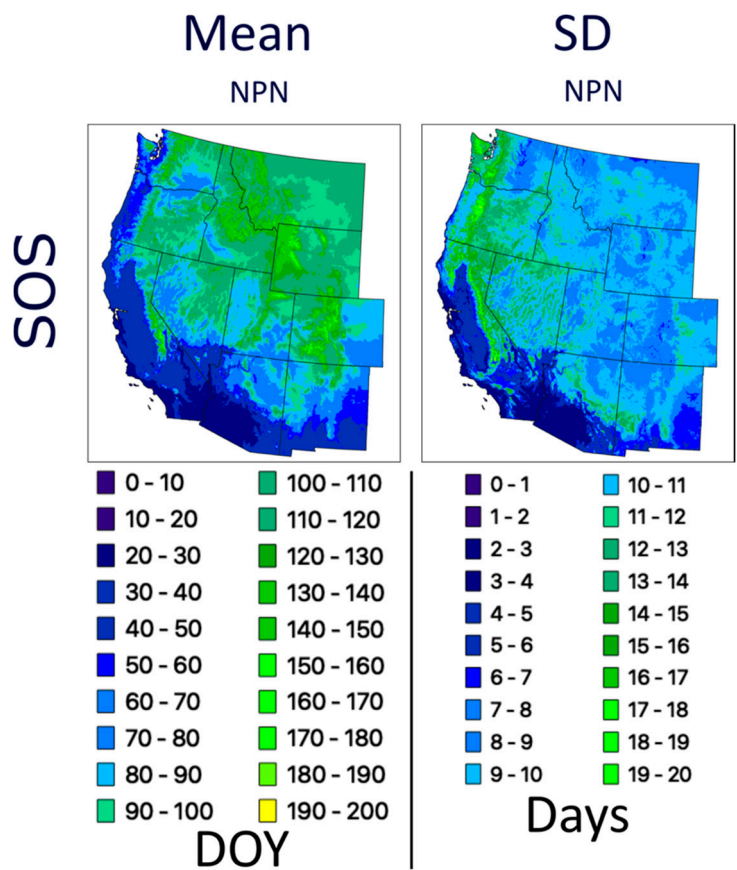 Mean
SD
NPN
NPN
SOS
0 - 10
10 - 20
20 - 30
30 - 40
40 - 50
50 - 60
60 - 70
70 - 80
80 - 90
90 - 100
100 - 110
110 - 120
120 - 130
130 - 140
140 - 150
150 - 160
160 - 170
170 - 180
180 - 190
190 - 200
DOY
0 - 1
1 - 2
2 - 3
3 - 4
4 - 5
5 - 6
6 - 7
7 - 8
8 - 9
9 - 10
10 - 11
11 - 12
12 - 13
13 - 14
14 - 15
15 - 16
16 - 17
17 - 18
18 - 19
19 - 20
Days